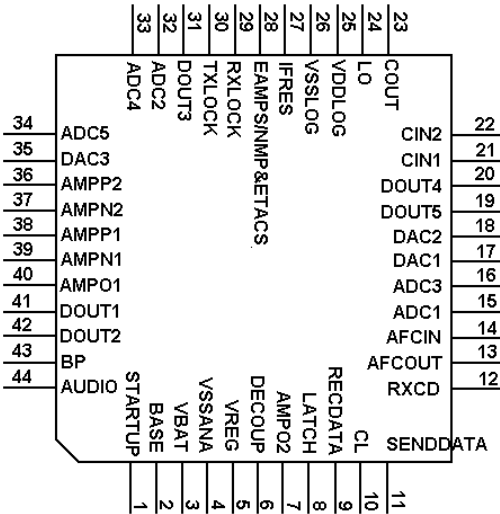 33 32 31 30 29 28 27 26 25 24 23
ADC4 ADC2 DOUT3 TXLOCK RXLOCK EAMPS/NMP&ETACS IFRES VSSLOG VDDLOG LO COUT
34 ADC5
35 DAC3
36 AMPP2
37 AMPN2
38 AMPP1
39 AMPN1
40 AMPO1
41 DOUT1
42 DOUT2
43 BP
44 AUDIO
CIN2 22
CIN1 21
DOUT4 20
DOUT5 19
DAC2 18
DAC1 17
ADC3 16
ADC1 15
AFCIN 14
AFCOUT 13
RXCD 12
STARTUP BASE VBAT VSSANA VREG DECOUP AMPO2 LATCH RECDATA CL SENDDATA
1 2 3 4 5 6 7 8 9 10 11